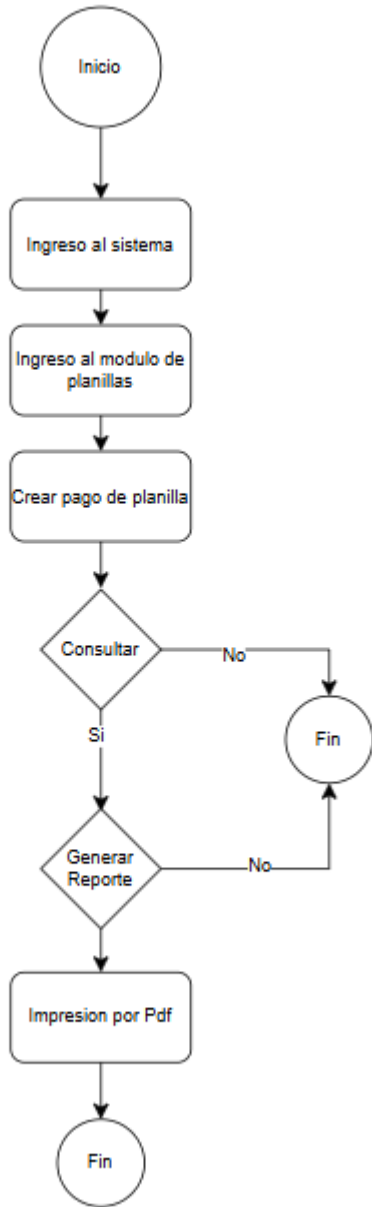 Inicio
Ingreso al sistema
Ingreso al modulo de
planillas
Crear pago de planilla
Consultar
No
Fin
Si
Generar
Reporte
No
Impresion por Pdf
Fin